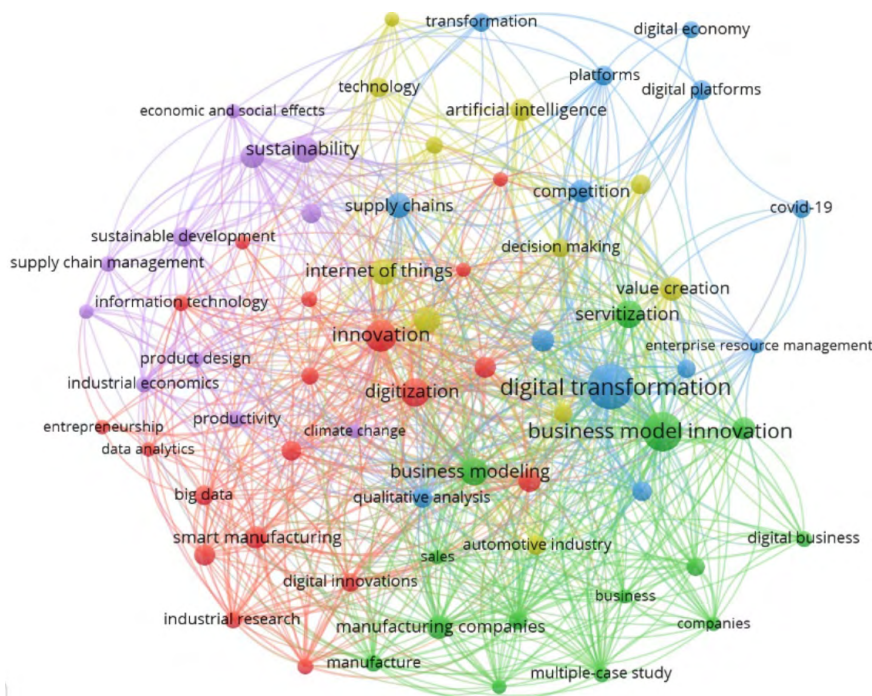 transformation
digital economy
platforms
technology
digital platforms
economic and social effects
artificial intelligence
sustainability
competition
supply chains
covid-19
sustainable development
decision making
supply chain management
internet of things
value creation
information technology
servitization
innovation
enterprise resource management
product design
industrial economics
digitization
digital transformation
productivity
entrepreneurship
climate change
business model innovation
data analytics
business modeling
big data
qualitative analysis
smart manufacturing
automotive industry
digital business
sales
digital innovations
business
industrial research
manufacturing companies
companies
manufacture
multiple-case study